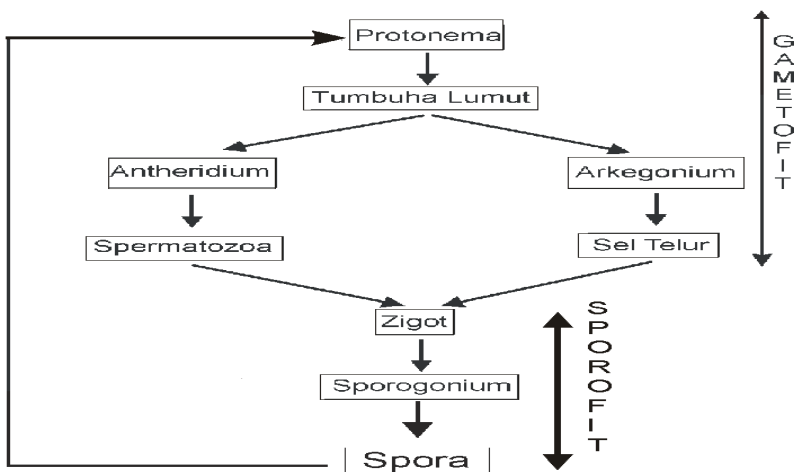 Protonema
Tumbuha Lumut
Antheridium
Arkegonium
Spermatozoa
Sel Telur
Zigot
Sporogonium
Spora
GAMETOFIT
SPOROFIT